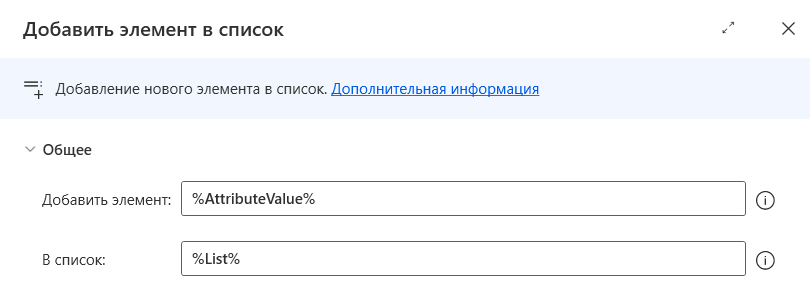 Добавить элемент в список
Добавление нового элемента в список. Дополнительная информация
Общее
Добавить элемент: %AttributeValue%
В список: %List%